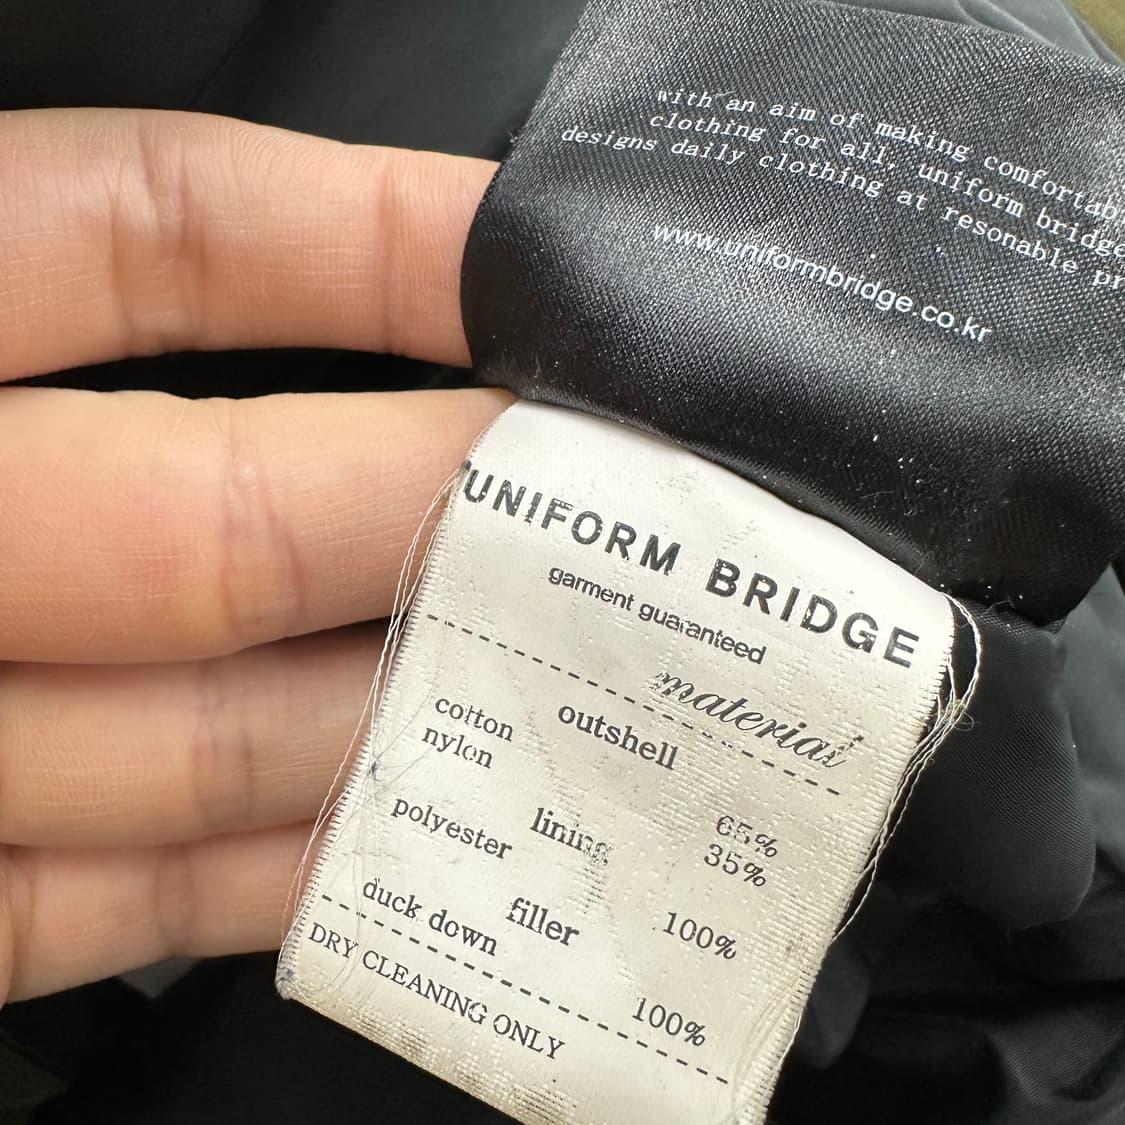 with an aim of making comfortab
clothing for all, uniform bridge
designs daily clothing at resonable pr
www.uniformbridge.co.kr
UNIFORM BRIDGE
garment guaranteed
material
outshell
cotton 65%
nylon 35%
lining
polyester 100%
filler
duck down 100%
DRY CLEANING ONLY